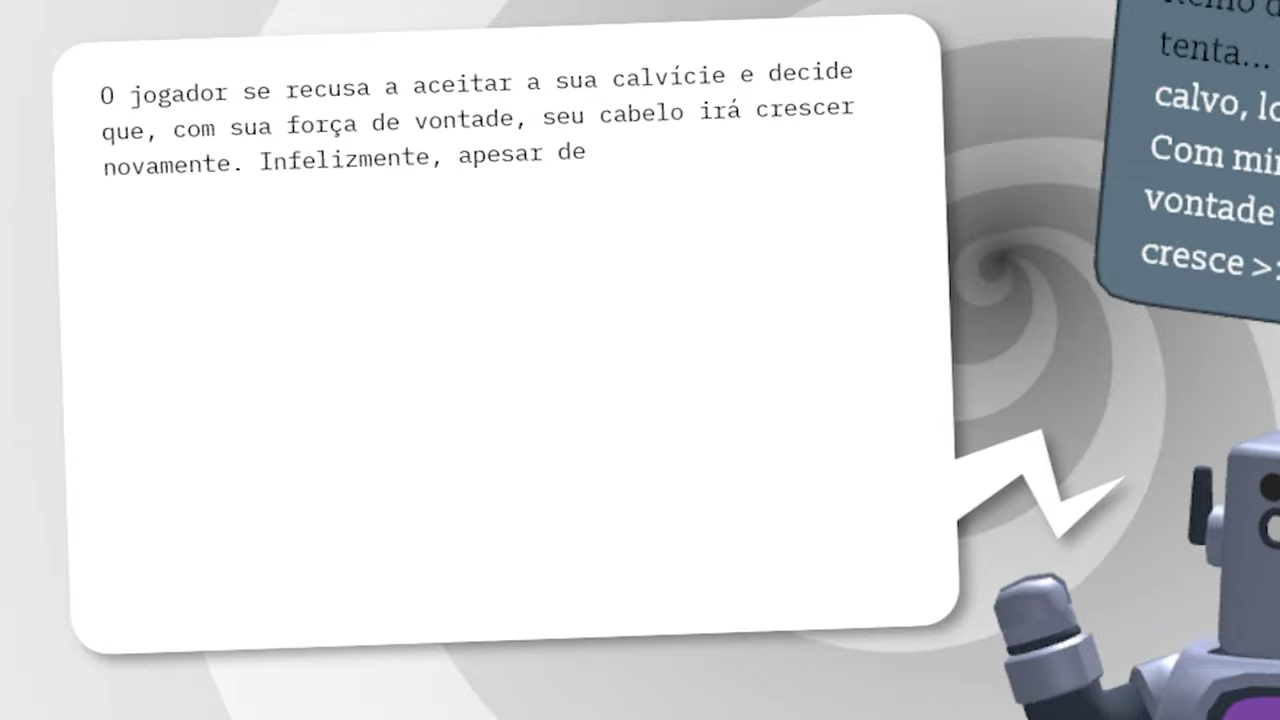 O jogador se recusa a aceitar a sua calvície e decide
que, com sua força de vontade, seu cabelo irá crescer
novamente. Infelizmente, apesar de
tenta...
calvo,
Com
vontade
cresce